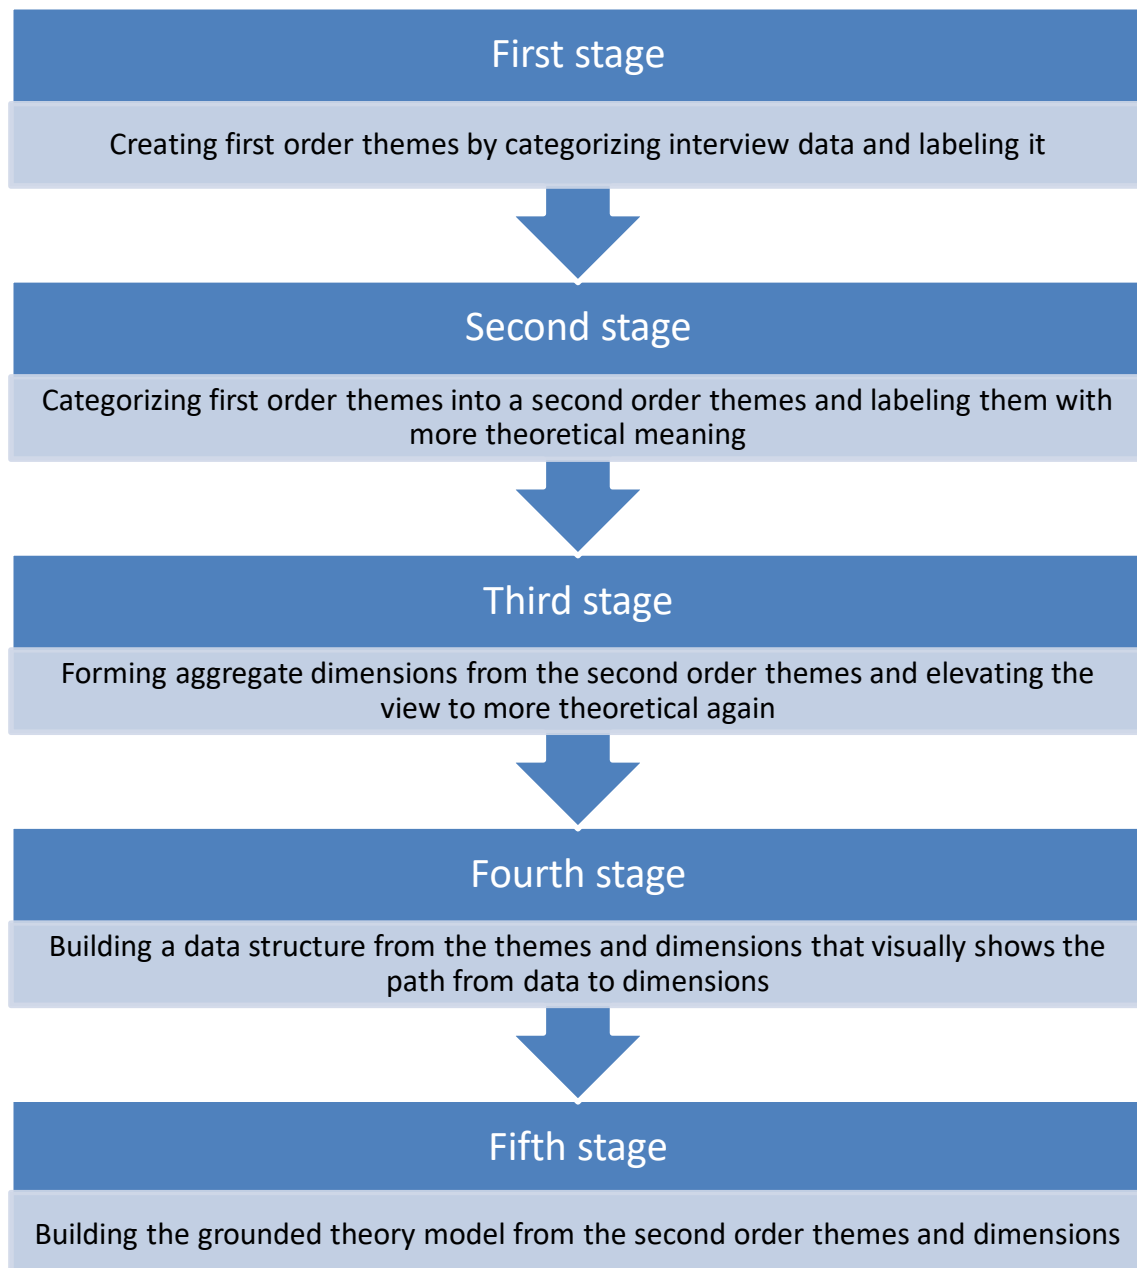 First stage
Creating first order themes by categorizing interview data and labeling it
Second stage
Categorizing first order themes into a second order themes and labeling them with
more theoretical meaning
Third stage
Forming aggregate dimensions from the second order themes and elevating the
view to more theoretical again
Fourth stage
Building a data structure from the themes and dimensions that visually shows the
path from data to dimensions
Fifth stage
Building the grounded theory model from the second order themes and dimensions